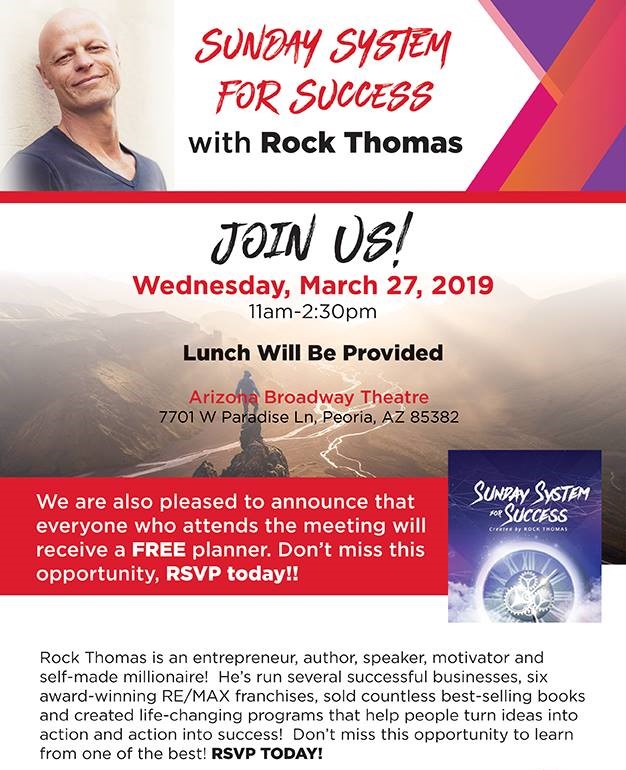 SUNDAY SYSTEM
FOR SUCCESS
with Rock Thomas
JOIN US!
Wednesday, March 27, 2019
11am-2:30pm
Lunch Will Be Provided
Arizona Broadway Theatre
7701 W Paradise Ln, Peoria, AZ 85382
We are also pleased to announce that
everyone who attends the meeting will
receive a FREE planner. Don't miss this
opportunity, RSVP today!!
SUNDAY SYSTEM
FOR SUCCESS
Created by ROCK THOMAS
Rock Thomas is an entrepreneur, author, speaker, motivator and
self-made millionaire! He's run several successful businesses, six
award-winning RE/MAX franchises, sold countless best-selling books
and created life-changing programs that help people turn ideas into
action and action into success! Don't miss this opportunity to learn
from one of the best! RSVP TODAY!